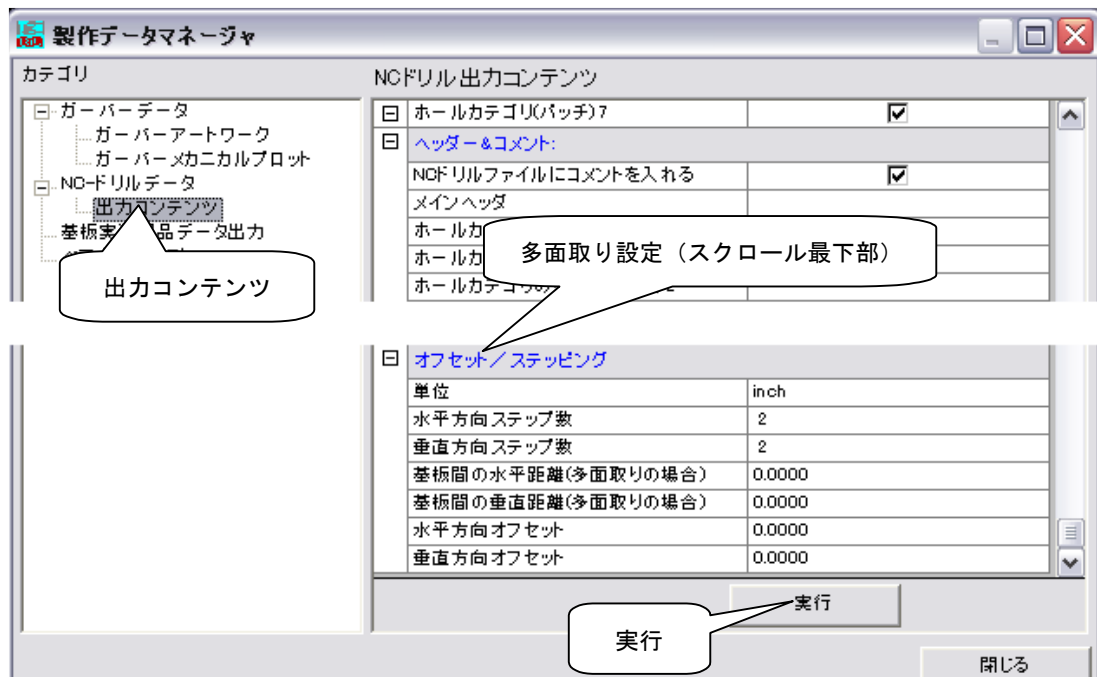 製作データマネージャ
カテゴリ
NCドリル出力コンテンツ
ガーバーデータ
ガーバーアートワーク
ガーバーメカニカルプロット
NC-ドリルデータ
出力コンテンツ
基板実 品データ出力
出力コンテンツ
ホールカテゴリ(パッチ)7
ヘッダー&コメント:
NCドリルファイルにコメントを入れる
メインヘッダ
ホールカ
ホールカ
ホールカテゴリの
多面取り設定（スクロール最下部）
オフセット／ステッピング
単位 inch
水平方向ステップ数 2
垂直方向ステップ数 2
基板間の水平距離(多面取りの場合) 0.0000
基板間の垂直距離(多面取りの場合) 0.0000
水平方向オフセット 0.0000
垂直方向オフセット 0.0000
実行
実行
閉じる